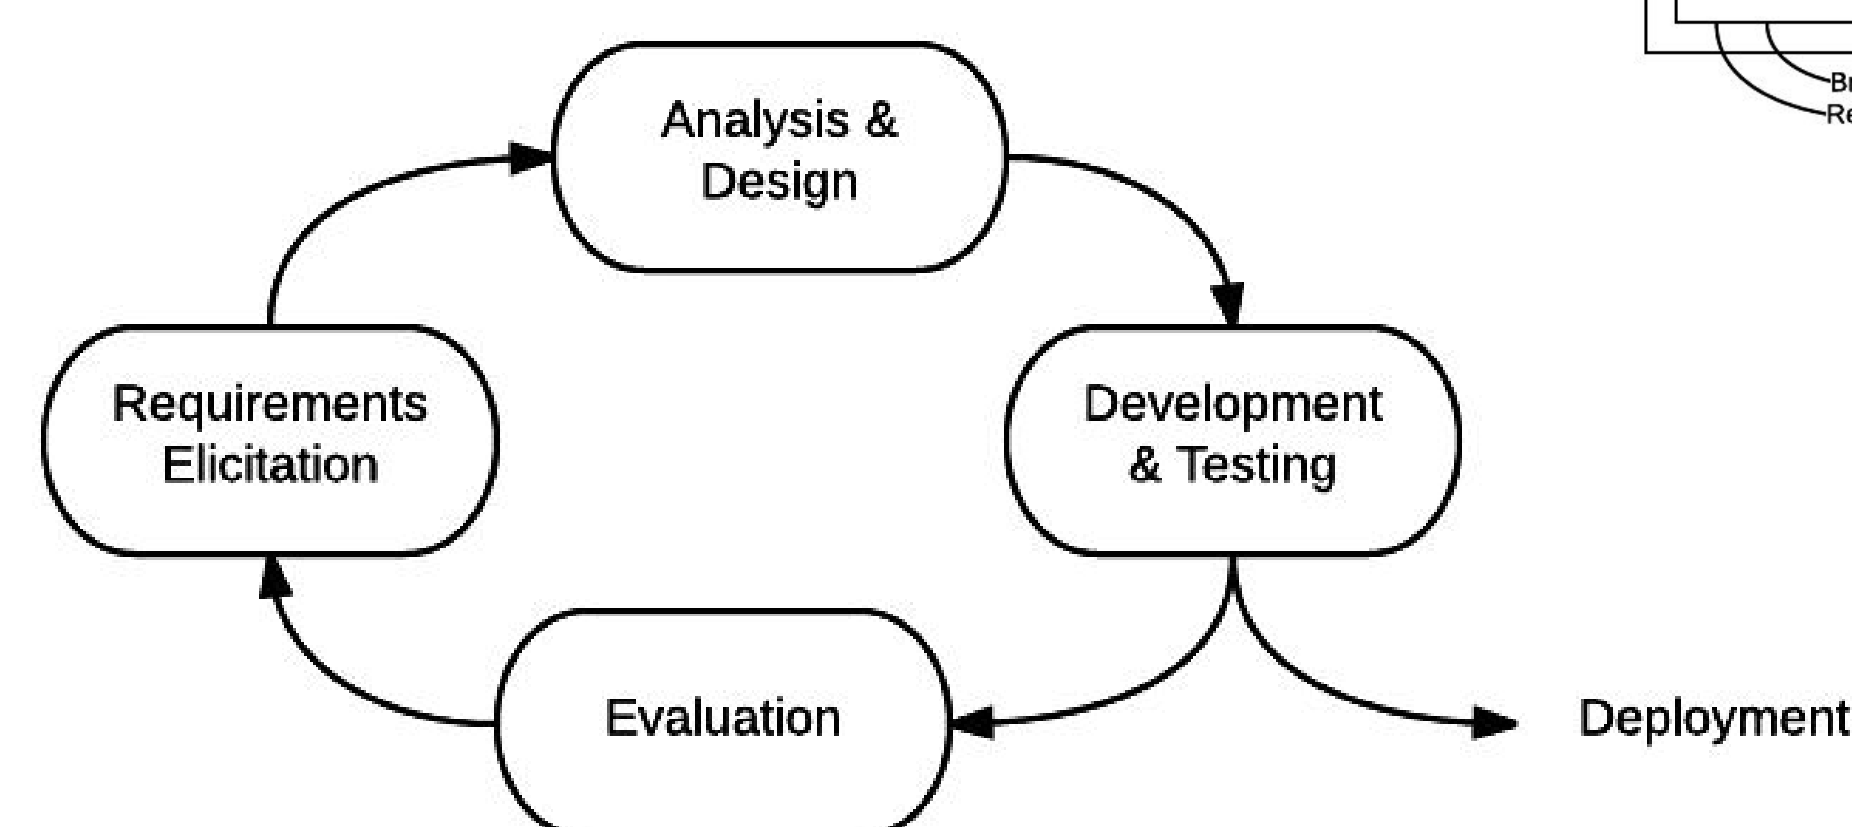 Analysis &
Design
Requirements
Elicitation
Development
& Testing
Evaluation
Deployment